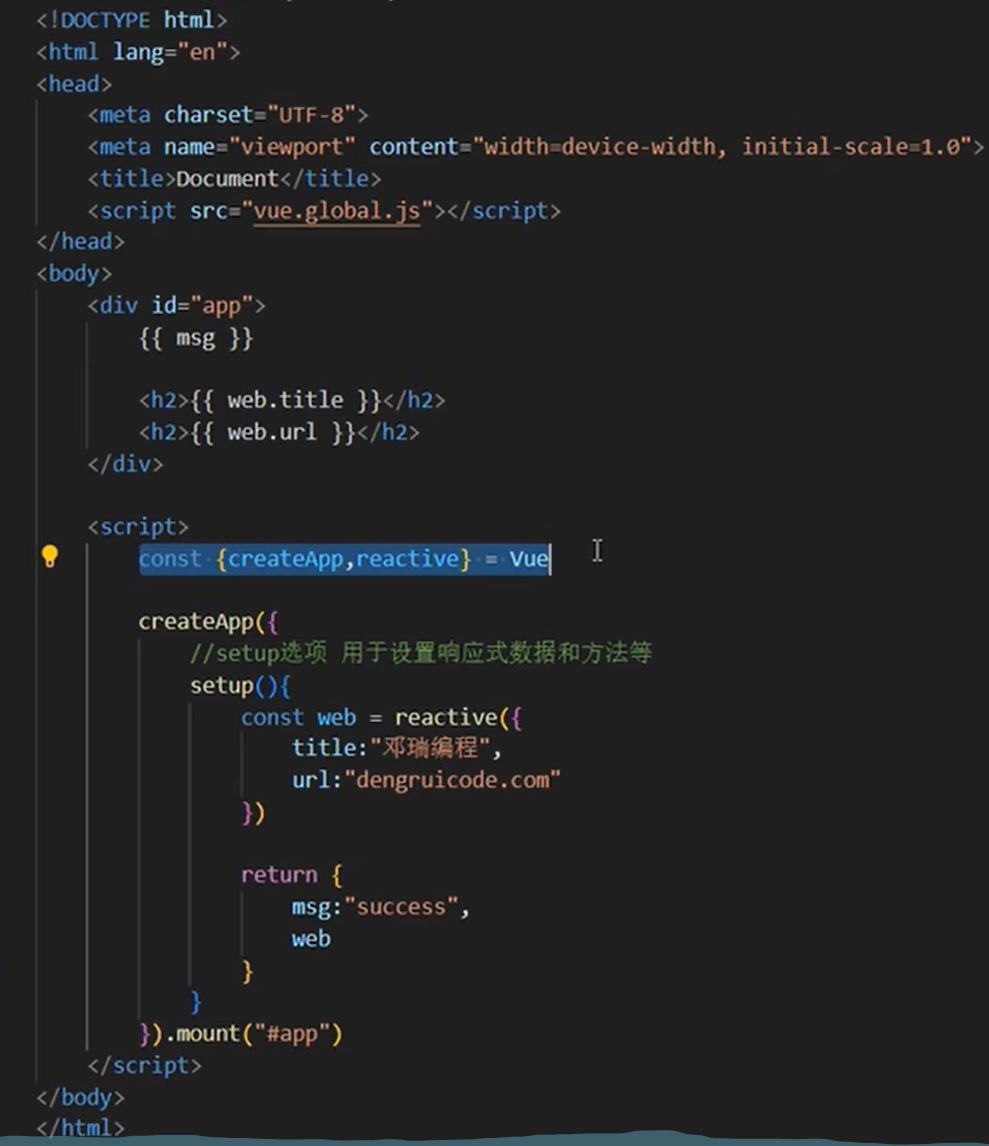 <!DOCTYPE html>
<html lang="en">
<head>
    <meta charset="UTF-8">
    <meta name="viewport" content="width=device-width, initial-scale=1.0">
    <title>Document</title>
    <script src="vue.global.js"></script>
</head>
<body>
    <div id="app">
        {{ msg }}

        <h2>{{ web.title }}</h2>
        <h2>{{ web.url }}</h2>
    </div>

    <script>
        const {createApp,reactive} = Vue

        createApp({
            //setup选项 用于设置响应式数据和方法等
            setup(){
                const web = reactive({
                    title:"邓瑞编程",
                    url:"dengruicode.com"
                })

                return {
                    msg:"success",
                    web
                }
            }
        }).mount("#app")
    </script>
</body>
</html>